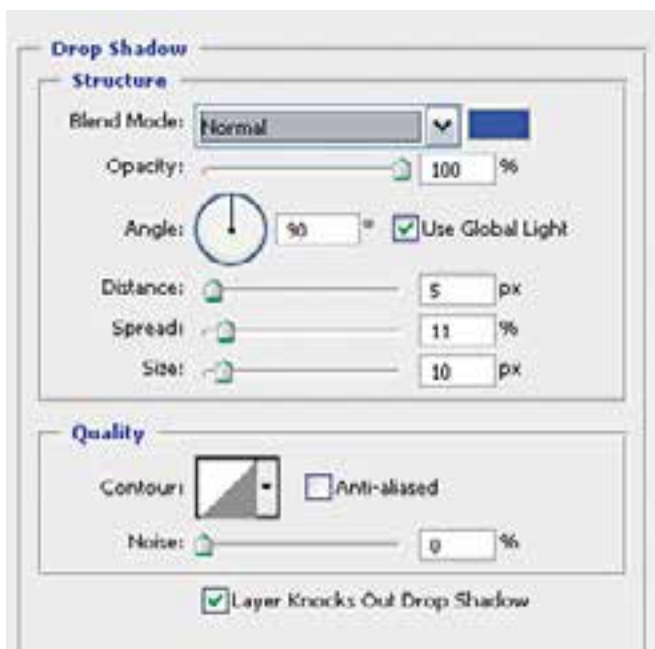 Drop Shadow
Structure
Blend Mode: Normal
Opacity: 100 %
Angle: 90 ° Use Global Light
Distance: 5 px
Spread: 11 %
Size: 10 px
Quality
Contour: Anti-aliased
Noise: 0 %
Layer Knocks Out Drop Shadow